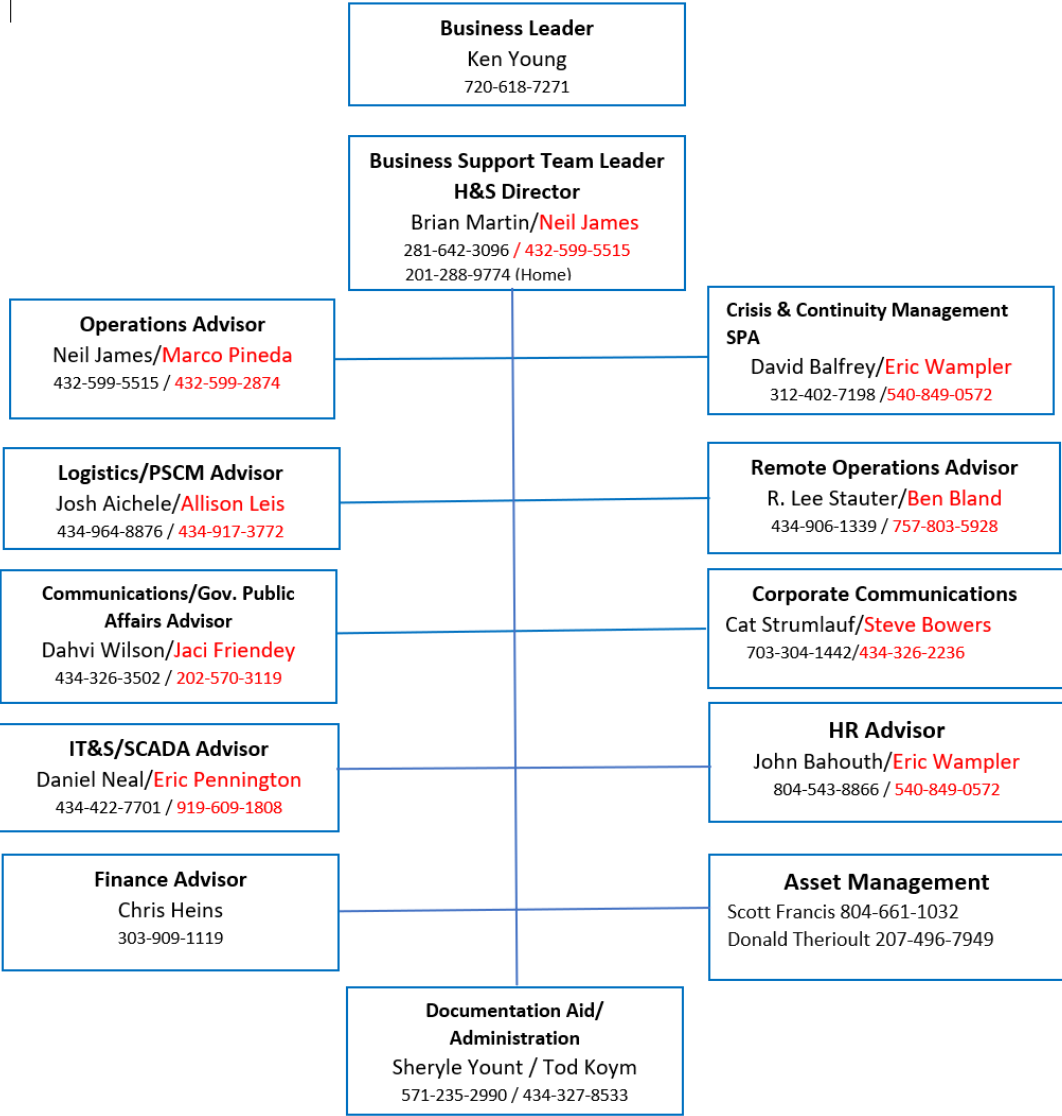 Business Leader
Ken Young
720-618-7271
Business Support Team Leader
H&S Director
Brian Martin/Neil James
281-642-3096 / 432-599-5515
201-288-9774 (Home)
Operations Advisor
Neil James/Marco Pineda
432-599-5515 / 432-599-2874
Crisis & Continuity Management
SPA
David Balfrey/Eric Wampler
312-402-7198 /540-849-0572
Logistics/PSCM Advisor
Josh Aichele/Allison Leis
434-964-8876 / 434-917-3772
Remote Operations Advisor
R. Lee Stauter/Ben Bland
434-906-1339 / 757-803-5928
Communications/Gov. Public
Affairs Advisor
Dahvi Wilson/Jaci Friendey
434-326-3502 / 202-570-3119
Corporate Communications
Cat Strumlauf/Steve Bowers
703-304-1442/434-326-2236
IT&S/SCADA Advisor
Daniel Neal/Eric Pennington
434-422-7701 / 919-609-1808
HR Advisor
John Bahouth/Eric Wampler
804-543-8866 / 540-849-0572
Finance Advisor
Chris Heins
303-909-1119
Asset Management
Scott Francis 804-661-1032
Donald Therioult 207-496-7949
Documentation Aid/
Administration
Sheryle Yount / Tod Koym
571-235-2990 / 434-327-8533